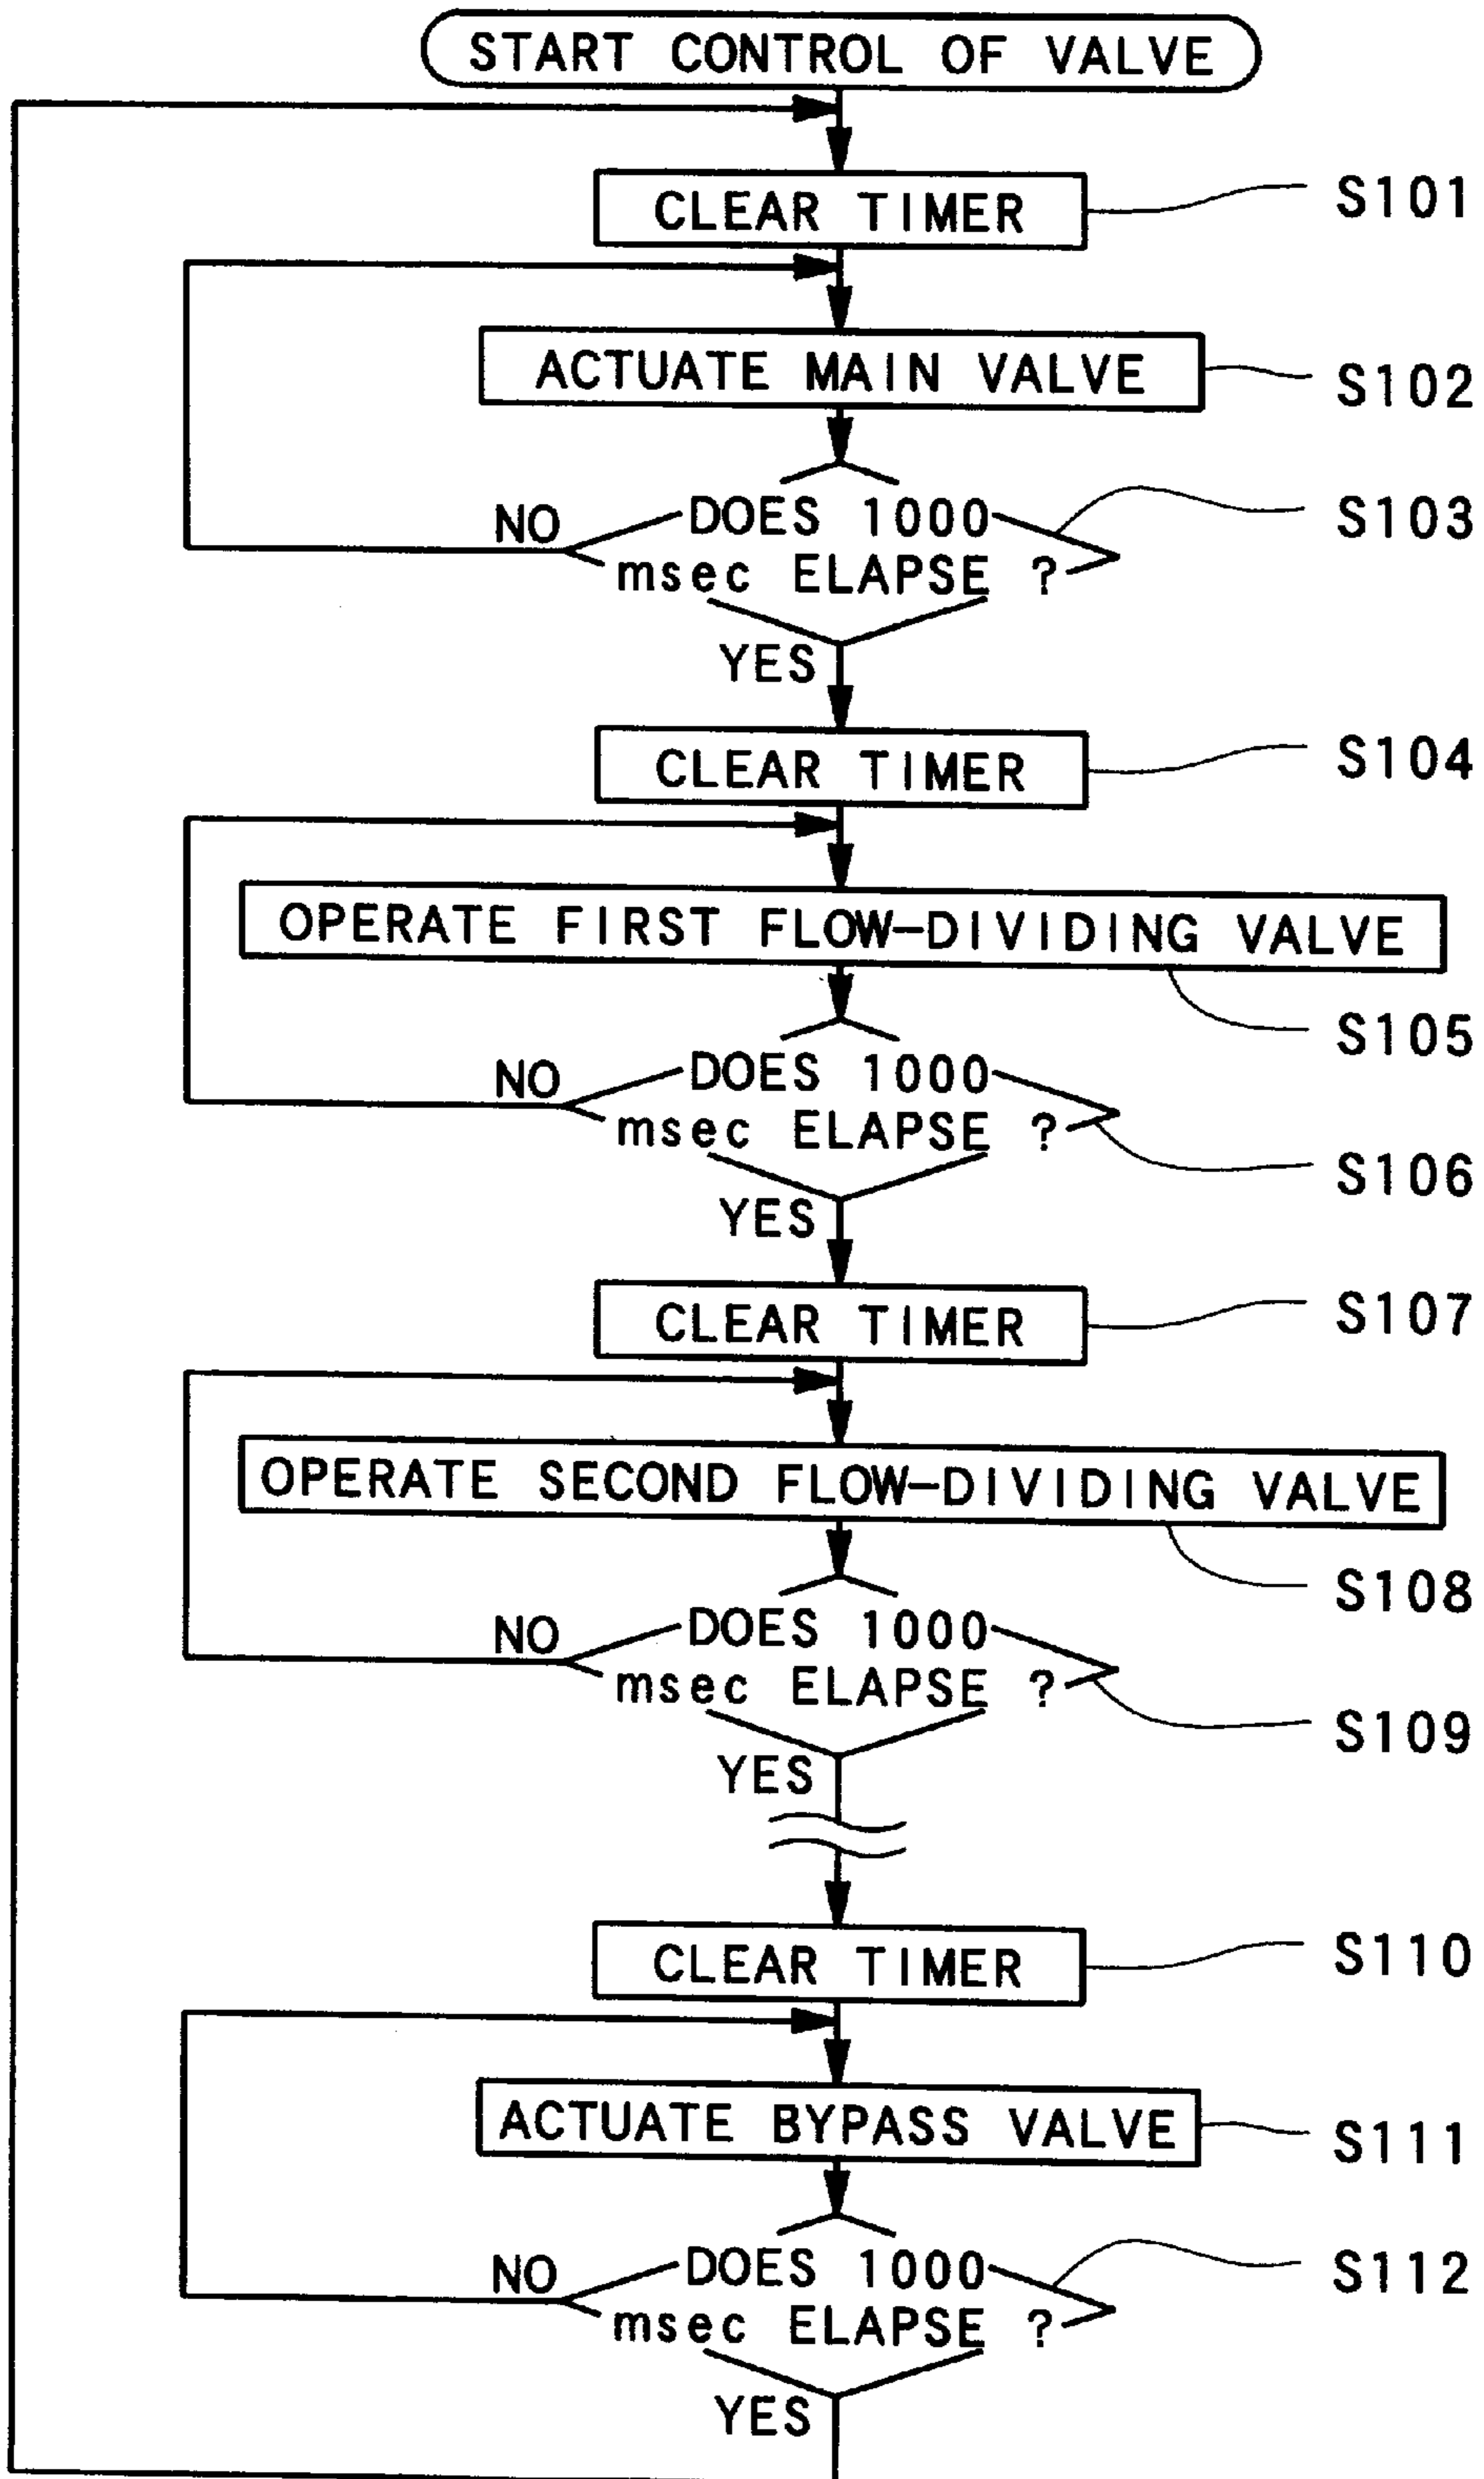 START CONTROL OF VALVE
CLEAR TIMER
S101
ACTUATE MAIN VALVE
S102
NO
DOES 1000
msec ELAPSE ?
S103
YES
CLEAR TIMER
S104
OPERATE FIRST FLOW-DIVIDING VALVE
S105
NO
DOES 1000
msec ELAPSE ?
S106
YES
CLEAR TIMER
S107
OPERATE SECOND FLOW-DIVIDING VALVE
S108
NO
DOES 1000
msec ELAPSE ?
S109
YES
CLEAR TIMER
S110
ACTUATE BYPASS VALVE
S111
NO
DOES 1000
msec ELAPSE ?
S112
YES